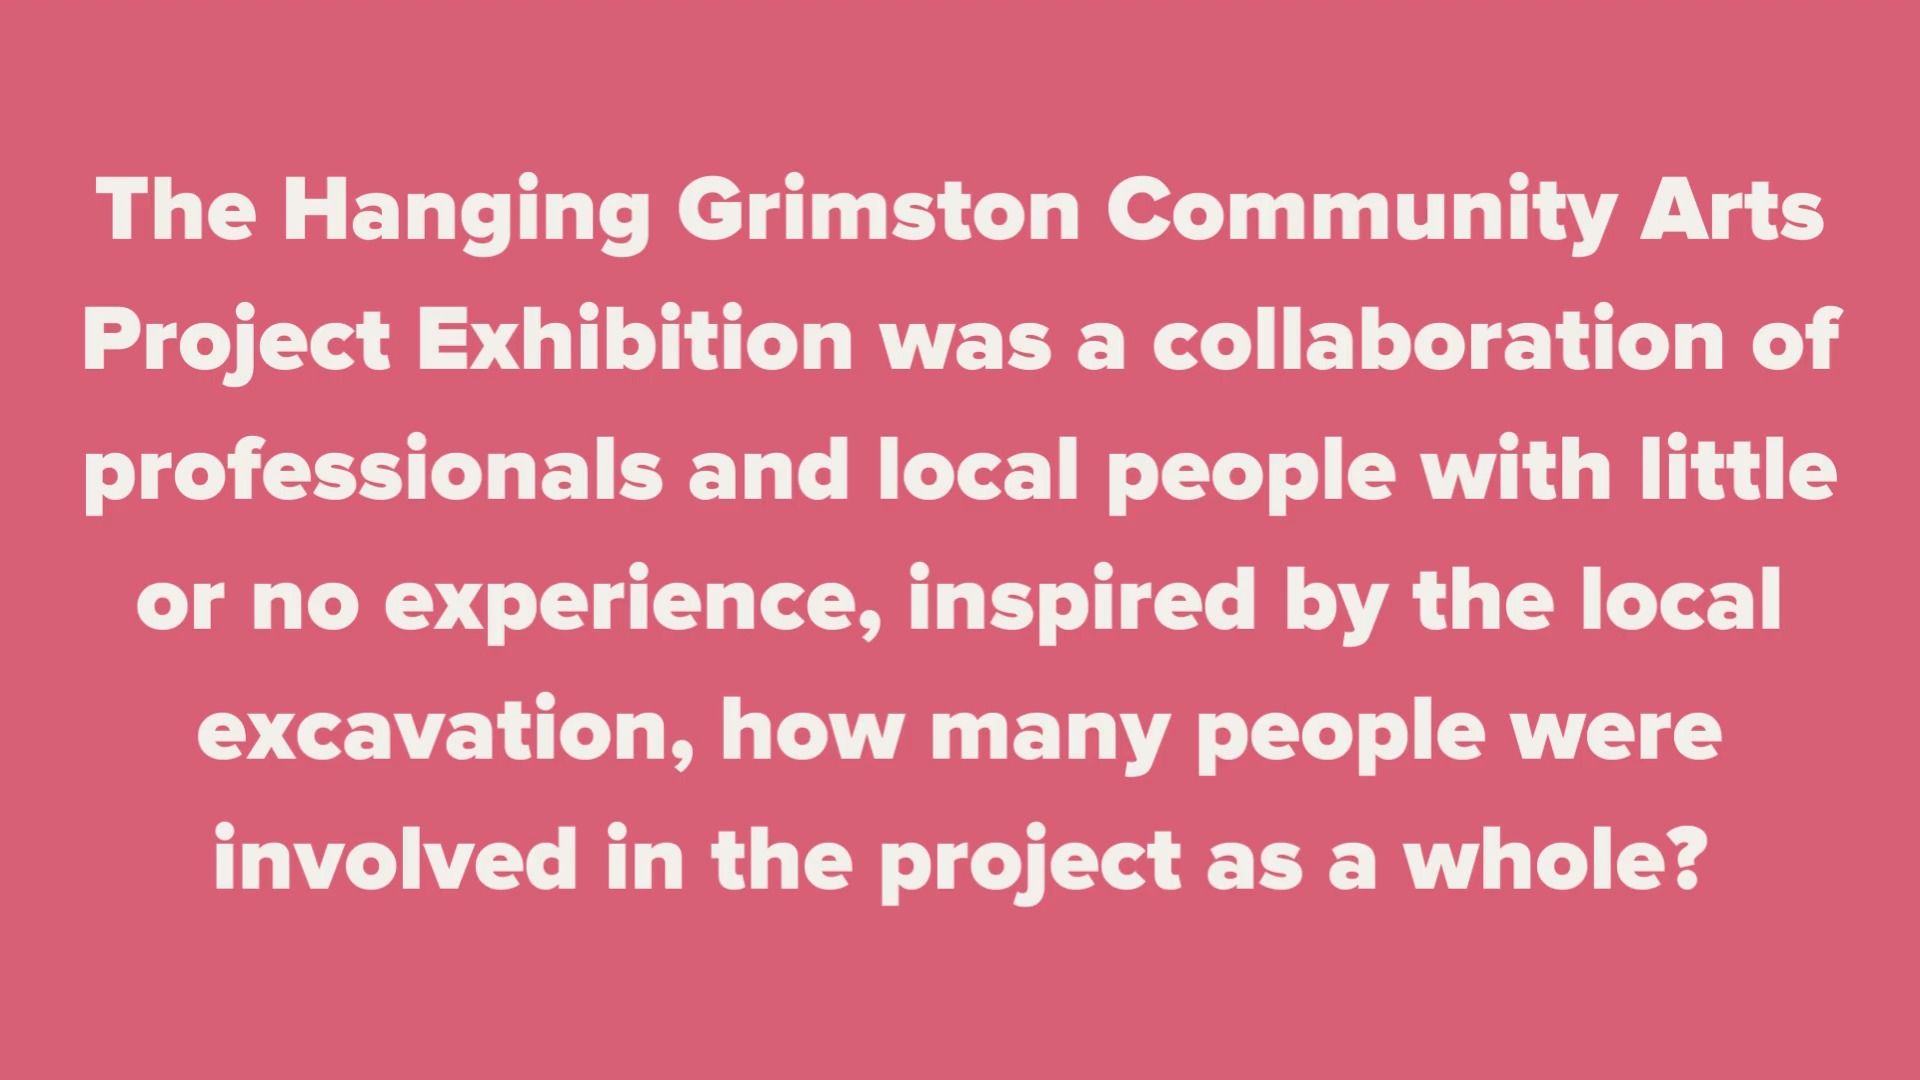 The Hanging Grimston Community Arts
Project Exhibition was a collaboration of
professionals and local people with little
or no experience, inspired by the local
excavation, how many people were
involved in the project as a whole?